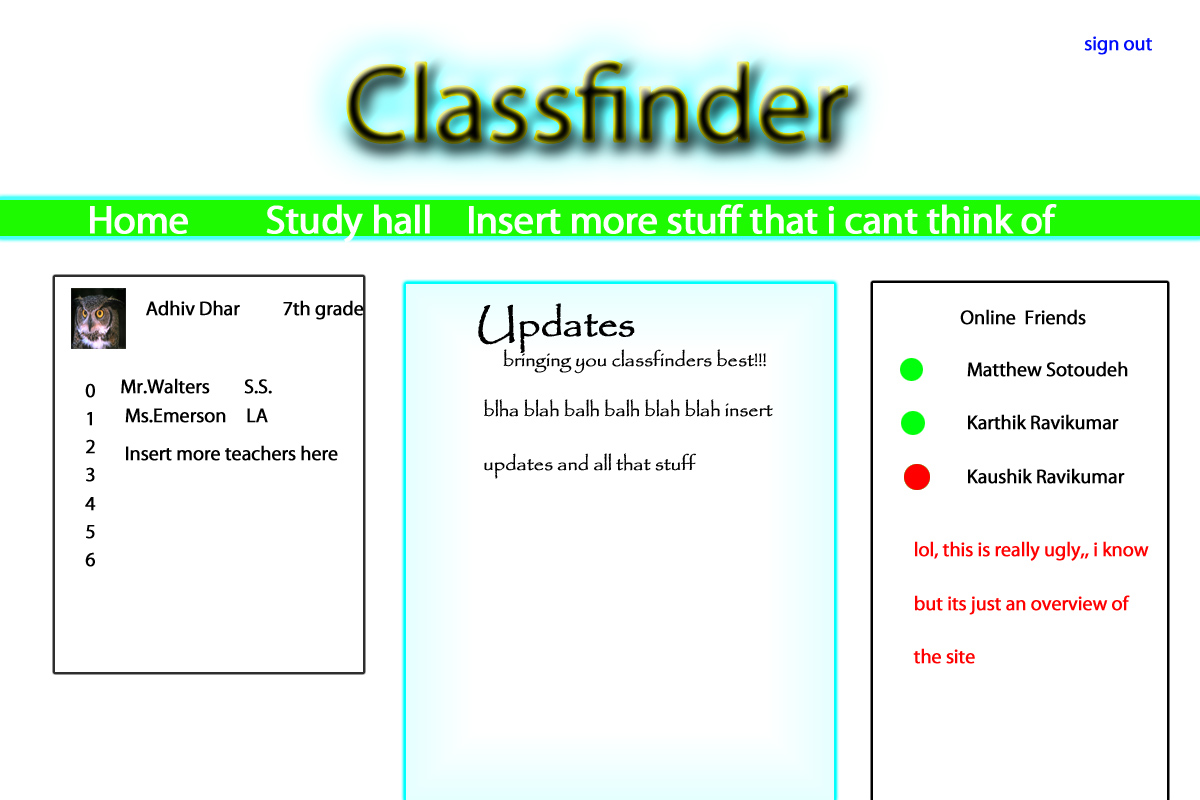 sign out
Classfinder
Home Study hall Insert more stuff that i cant think of
Adhiv Dhar 7th grade
0 Mr.Walters S.S.
1 Ms.Emerson LA
2 Insert more teachers here
3
4
5
6
Updates
bringing you classfinders best!!!
blha blah balh balh blah blah insert
updates and all that stuff
Online Friends
Matthew Sotoudeh
Karthik Ravikumar
Kaushik Ravikumar
lol, this is really ugly,, i know
but its just an overview of
the site